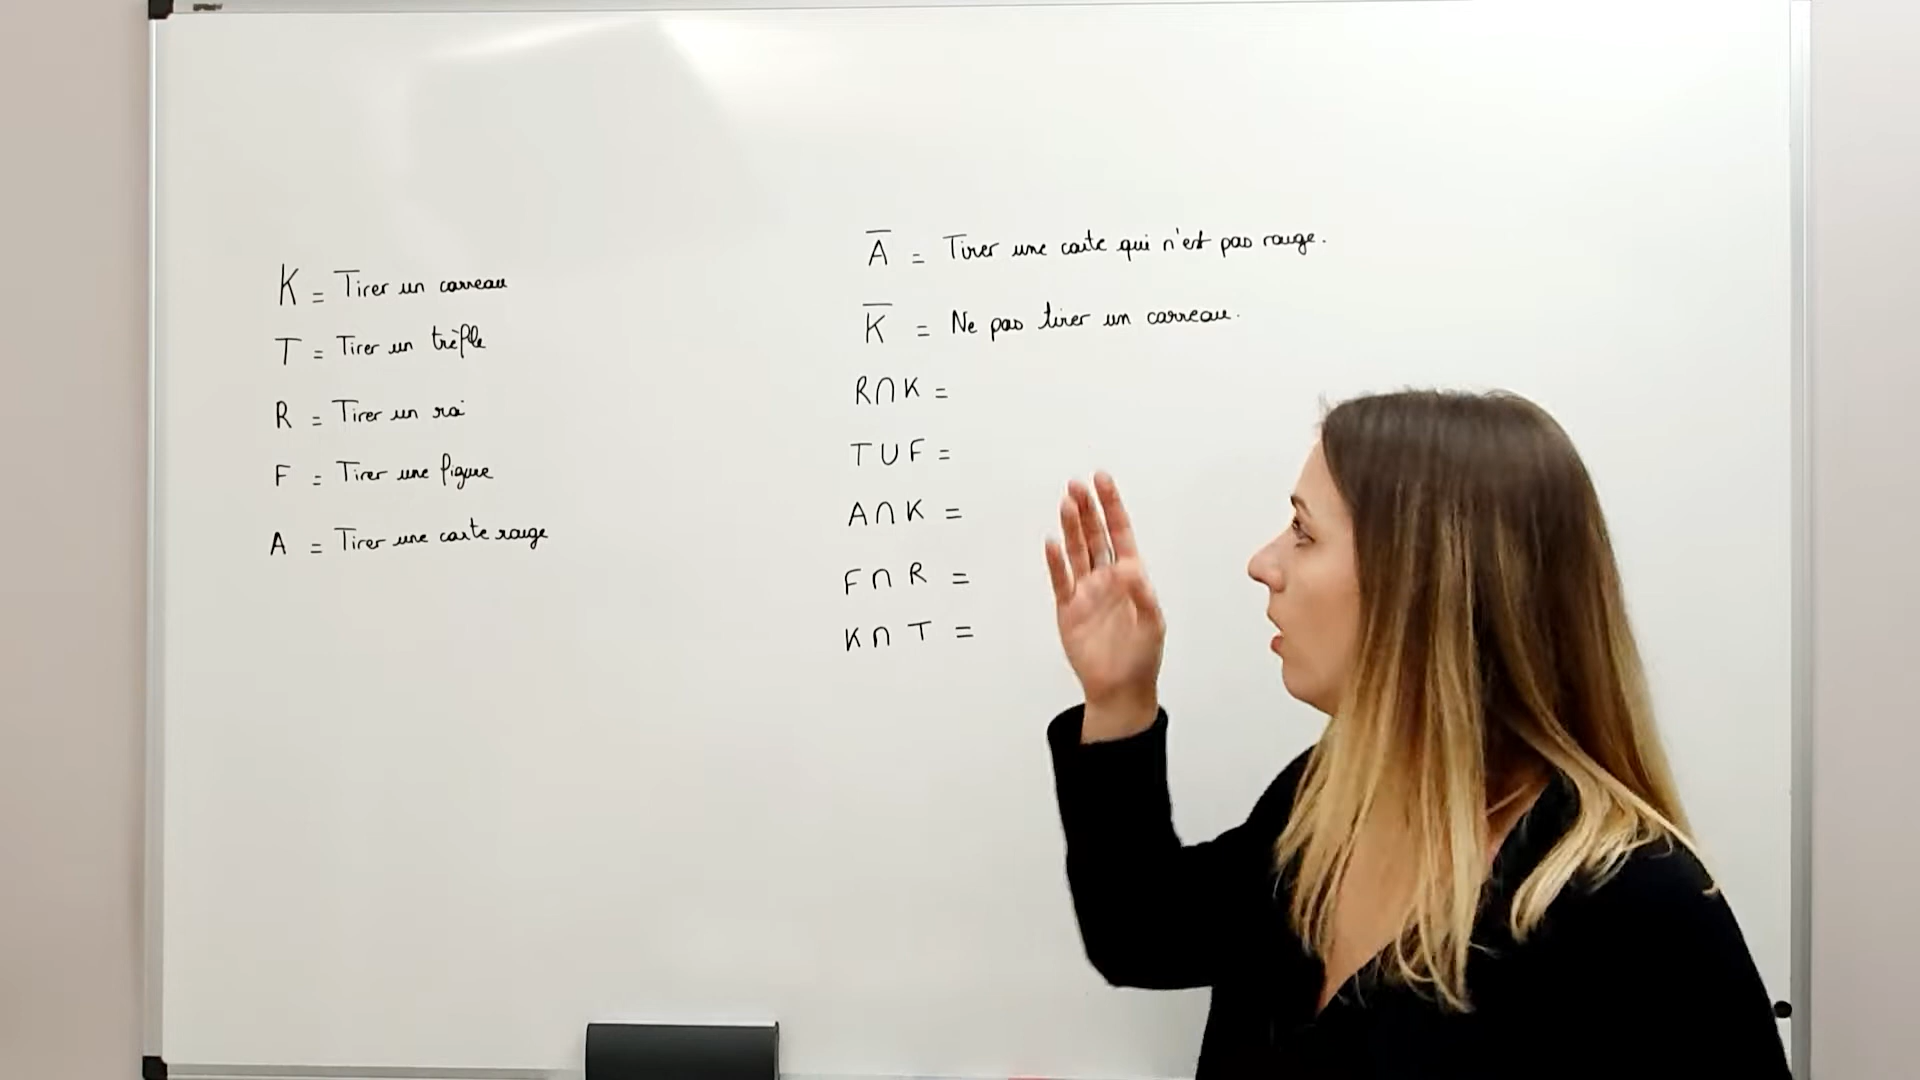 K = Tirer un carreau
T = Tirer un trèfle
R = Tirer un roi
F = Tirer une figure
A = Tirer une carte rouge
A̅ = Tirer une carte qui n'est pas rouge.
K̅ = Ne pas tirer un carreau.
R∩K =
T∪F =
A∩K =
F∩R =
K∩T =